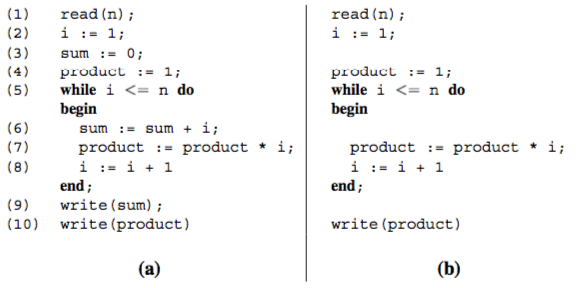 (1) read(n);
(2) i := 1;
(3) sum := 0;
(4) product := 1;
(5) while i <= n do
begin
(6) sum := sum + i;
(7) product := product * i;
(8) i := i + 1
end;
(9) write(sum);
(10) write(product)
(a)
read(n);
i := 1;
product := 1;
while i <= n do
begin
product := product * i;
i := i + 1
end;
write(product)
(b)